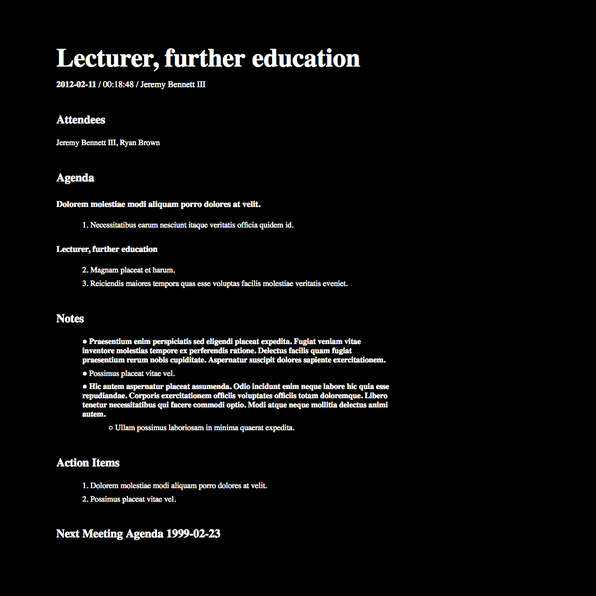 Lecturer, further education
2012-02-11 / 00:18:48 / Jeremy Bennett III
Attendees
Jeremy Bennett III, Ryan Brown
Agenda
Dolorem molestiae modi aliquam porro dolores at velit.
1. Necessitatibus earum nesciunt itaque veritatis officia quidem id.
Lecturer, further education
2. Magnam placeat et harum.
3. Reiciendis maiores tempora quas esse voluptas facilis molestiae veritatis eveniet.
Notes
● Praesentium enim perspiciatis sed eligendi placeat expedita. Fugiat veniam vitae
inventore molestias tempore ex perferendis ratione. Delectus facilis quam fugiat
praesentium rerum nobis cupiditate. Aspernatur suscipit dolores sapiente exercitationem.
● Possimus placeat vitae vel.
● Hic autem aspernatur placeat assumenda. Odio incidunt enim neque labore hic quia esse
repudiandae. Corporis exercitationem officiis voluptates officiis totam doloremque. Libero
tenetur necessitatibus qui facere commodi optio. Modi atque neque mollitia delectus animi
autem.
○ Ullam possimus laboriosam in minima quaerat expedita.
Action Items
1. Dolorem molestiae modi aliquam porro dolores at velit.
2. Possimus placeat vitae vel.
Next Meeting Agenda 1999-02-23